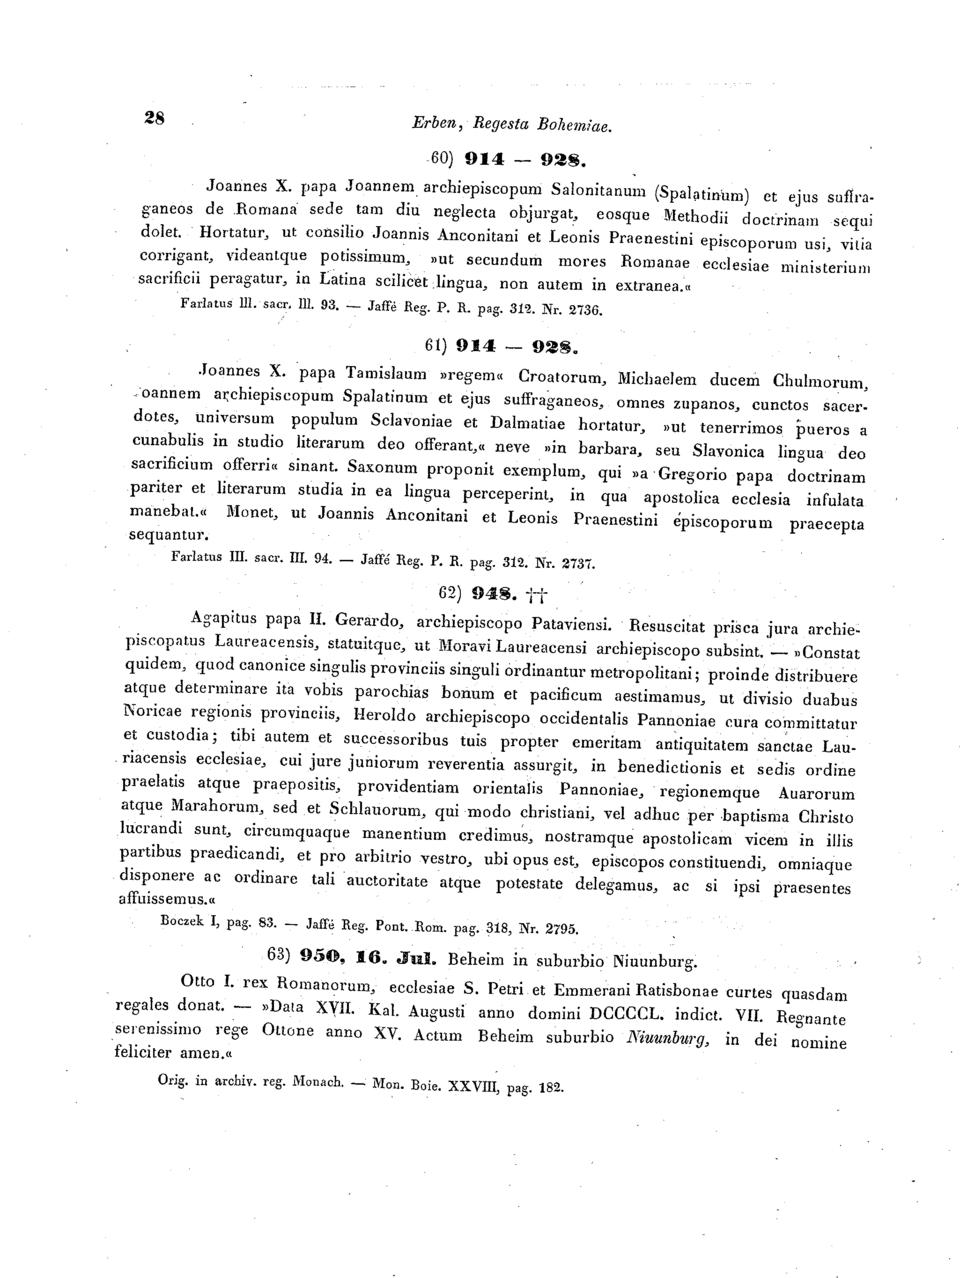 28
Erben, Regesta Bohemiae.
60) 914 — 928.
Joannes X. papa Joannem archiepiscopum Salonitanum (Spalatinum) et ejus suffra-
ganeos de Romana sede tam diu neglecta objurgat, eosque Methodii doctrinam sequi
dolet. Hortatur, ut consilio Joannis Anconitani et Leonis Praenestini episcoporum usi, vitia
corrigant, videantque potissimum, »ut secundum mores Romanae ecclesiae ministerium
sacrificii peragatur, in Latina scilicet lingua, non autem in extranea.«
Farlatus III. sacr. III. 93. — Jaffé Reg. P. R. pag. 312. Nr. 2736.
61) 914 — 928.
Joannes X. papa Tamislaum »regem« Croatorum, Michaelem ducem Chulmorum,
oannem archiepiscopum Spalatinum et ejus suffraganeos, omnes zupanos, cunctos sacer-
dotes, universum populum Sclavoniae et Dalmatiae hortatur, »ut tenerrimos pueros a
cunabulis in studio literarum deo offerant,« neve »in barbara, seu Slavonica lingua deo
sacrificium offerri« sinant. Saxonum proponit exemplum, qui »a Gregorio papa doctrinam
pariter et literarum studia in ea lingua perceperint, in qua apostolica ecclesia infulata
manebat.« Monet, ut Joannis Anconitani et Leonis Praenestini episcoporum praecepta
sequantur.
Farlatus III. sacr. III. 94. — Jaffé Reg. P. R. pag. 312. Nr. 2737.
62) 948. ††
Agapitus papa II. Gerardo, archiepiscopo Pataviensi. Resuscitat prisca jura archie-
piscopatus Laureacensis, statuitque, ut Moravi Laureacensi archiepiscopo subsint. — »Constat
quidem, quod canonice singulis provinciis singuli ordinantur metropolitani; proinde distribuere
atque determinare ita vobis parochias bonum et pacificum aestimamus, ut divisio duabus
Noricae regionis provinciis, Heroldo archiepiscopo occidentalis Pannoniae cura committatur
et custodia; tibi autem et successoribus tuis propter emeritam antiquitatem sanctae Lau-
riacensis ecclesiae, cui jure juniorum reverentia assurgit, in benedictionis et sedis ordine
praelatis atque praepositis, providentiam orientalis Pannoniae, regionemque Auarorum
atque Marahorum, sed et Schlauorum, qui modo christiani, vel adhuc per baptisma Christo
lucrandi sunt, circumquaque manentium credimus, nostramque apostolicam vicem in illis
partibus praedicandi, et pro arbitrio vestro, ubi opus est, episcopos constituendi, omniaque
disponere ac ordinare tali auctoritate atque potestate delegamus, ac si ipsi praesentes
affuissemus.«
Boczek I, pag. 83. — Jaffé Reg. Pont. Rom. pag. 318, Nr. 2795.
63) 950, 16. Jul. Beheim in suburbio Niuunburg.
Otto I. rex Romanorum, ecclesiae S. Petri et Emmerani Ratisbonae curtes quasdam
regales donat. — »Data XVII. Kal. Augusti anno domini DCCCCL. indict. VII. Regnante
serenissimo rege Ottone anno XV. Actum Beheim suburbio Niuunburg, in dei nomine
feliciter amen.«
Orig. in archiv. reg. Monach. — Mon. Boie. XXVIII, pag. 182.